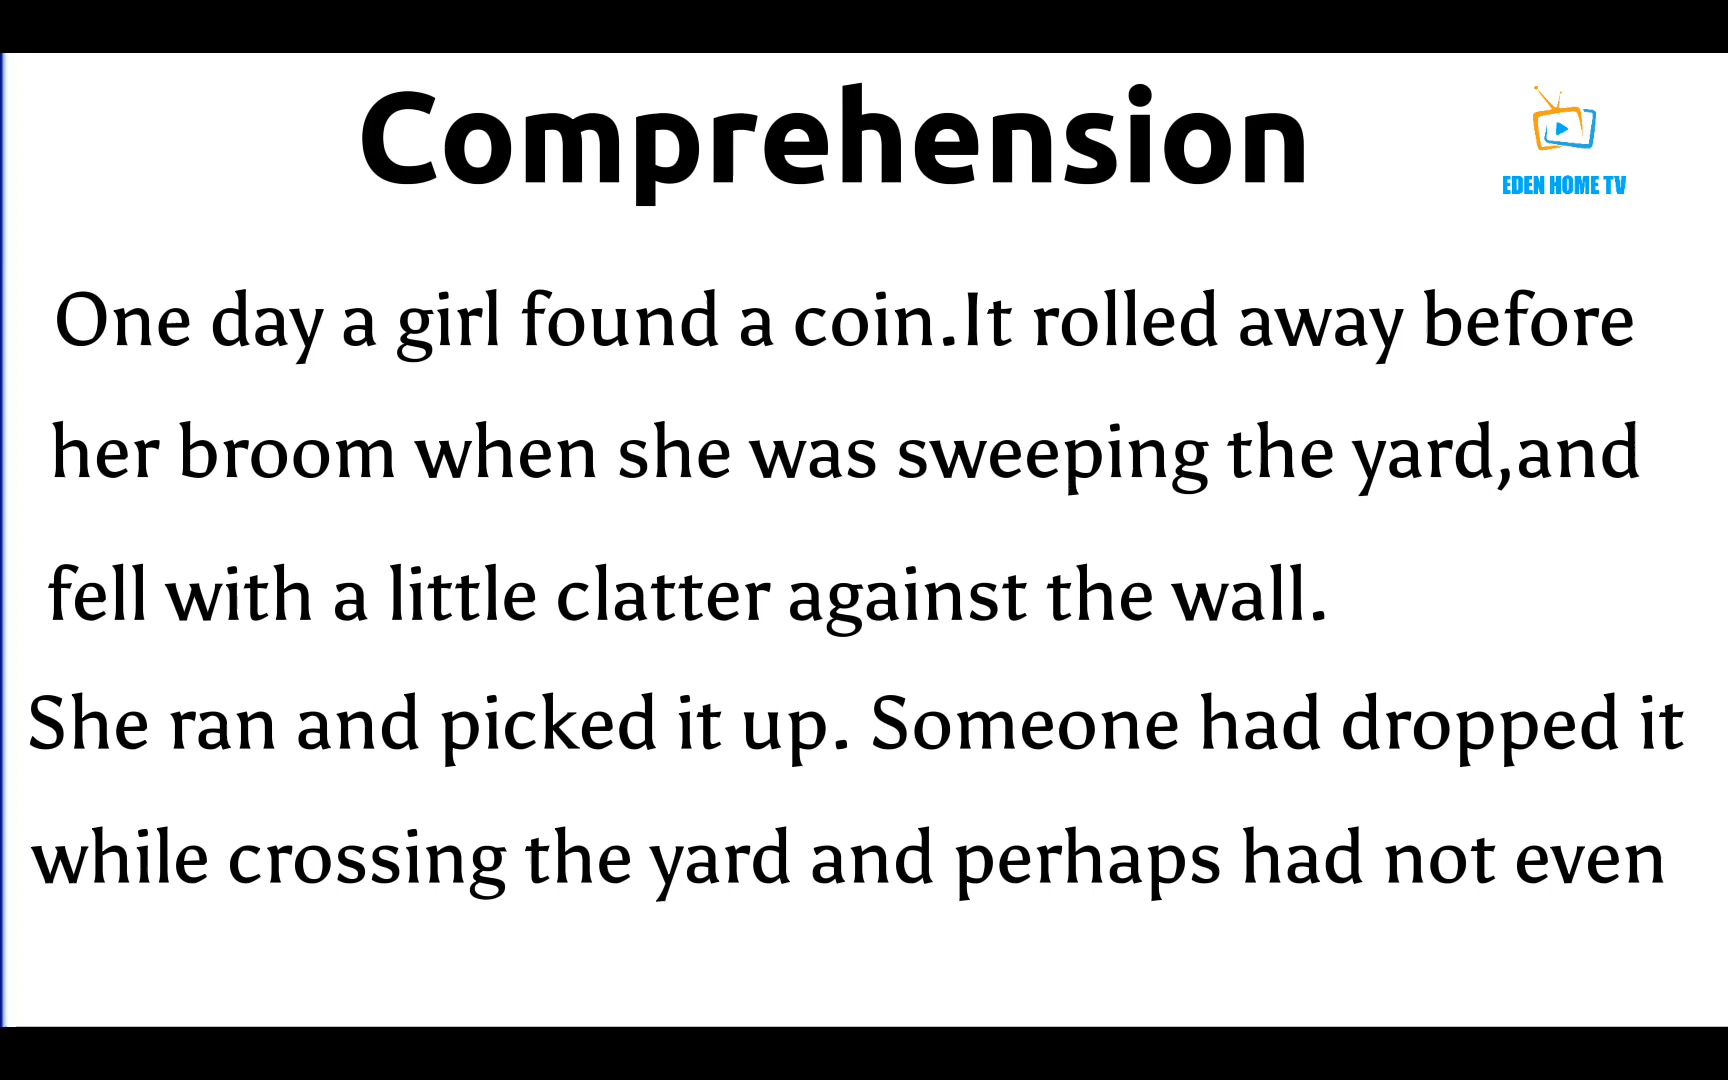 Comprehension
EDEN HOME TV
One day a girl found a coin.It rolled away before
her broom when she was sweeping the yard,and
fell with a little clatter against the wall.
She ran and picked it up. Someone had dropped it
while crossing the yard and perhaps had not even